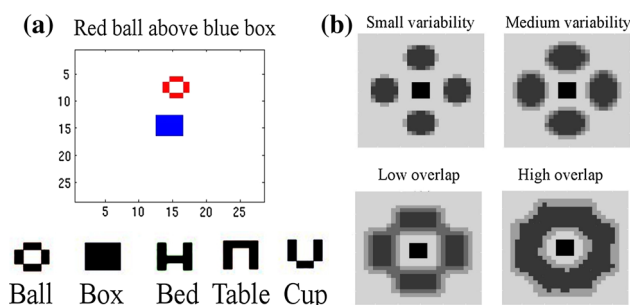 (a) Red ball above blue box
5
10
15
20
25
5 10 15 20 25
Ball Box Bed Table Cup
(b) Small variability Medium variability
Low overlap High overlap